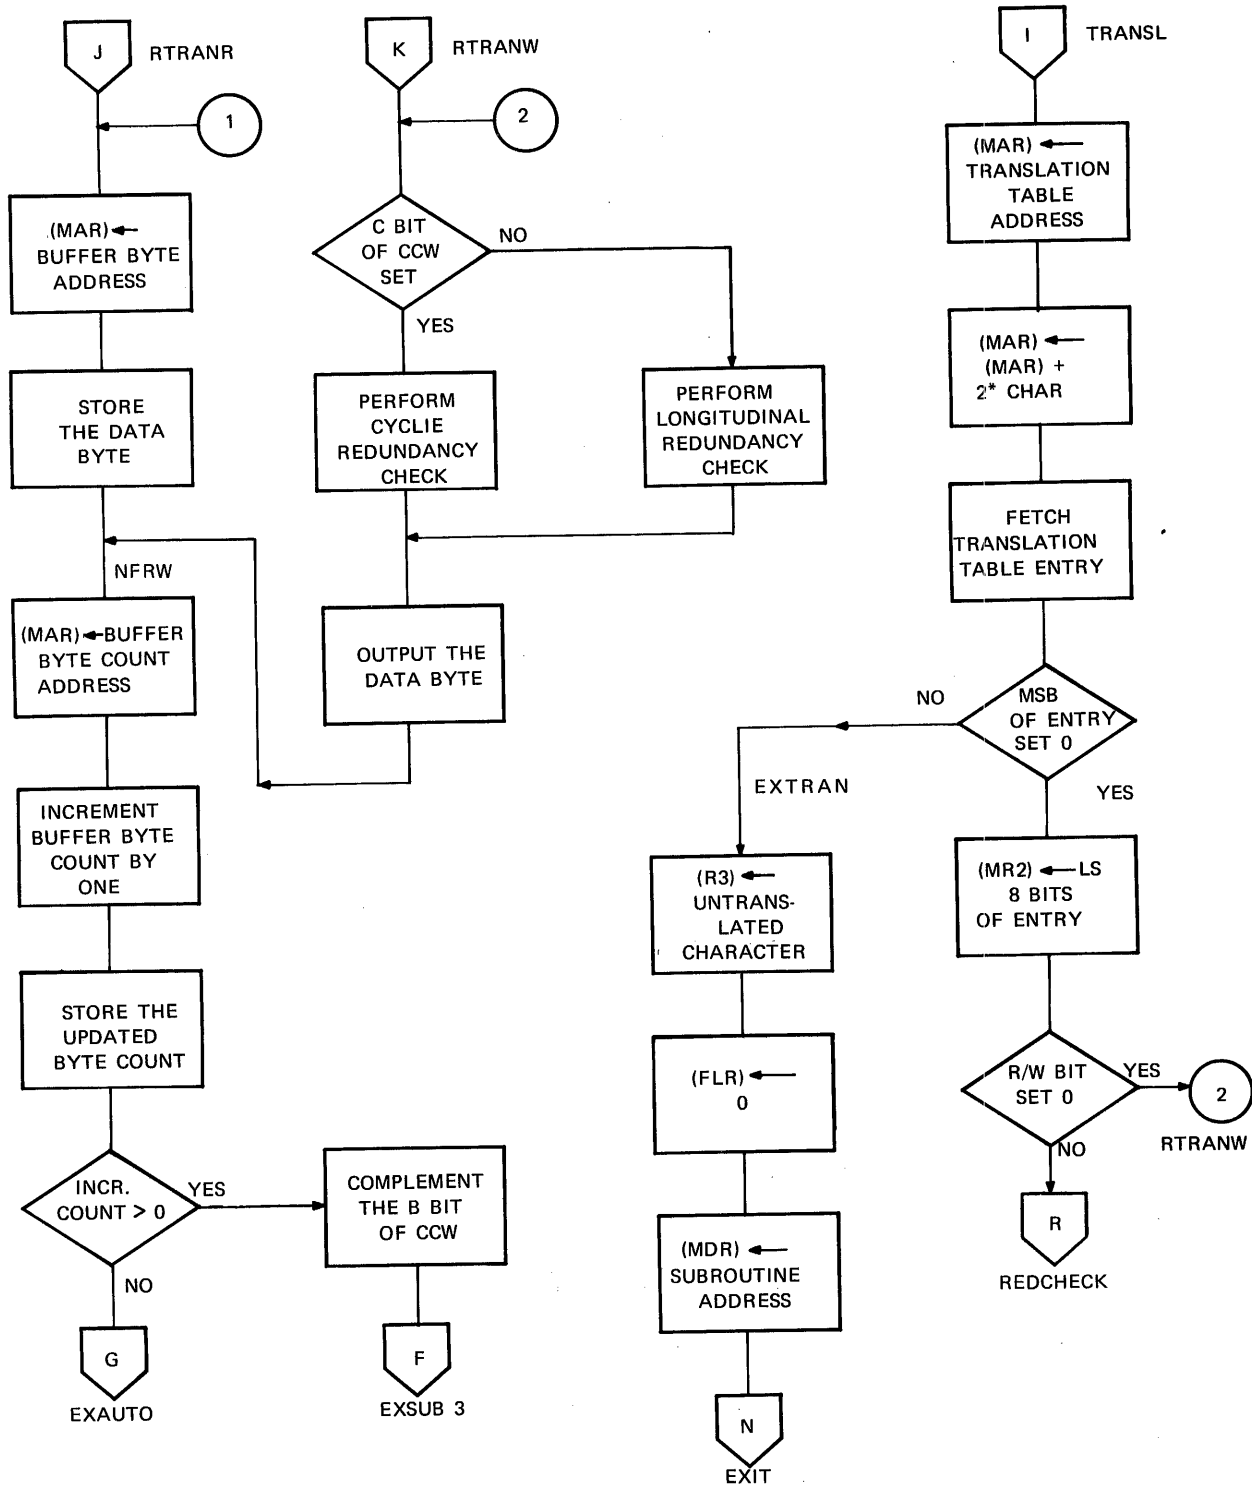 J
RTRANR
1
(MAR)←
BUFFER BYTE
ADDRESS
STORE
THE DATA
BYTE
NFRW
(MAR)←BUFFER
BYTE COUNT
ADDRESS
INCREMENT
BUFFER BYTE
COUNT BY
ONE
STORE THE
UPDATED
BYTE COUNT
INCR.
COUNT > 0
YES
NO
G
EXAUTO
COMPLEMENT
THE B BIT
OF CCW
F
EXSUB 3
K
RTRANW
2
C BIT
OF CCW
SET
NO
YES
PERFORM
CYCLIE
REDUNDANCY
CHECK
PERFORM
LONGITUDINAL
REDUNDANCY
CHECK
OUTPUT THE
DATA BYTE
I
TRANSL
(MAR) ←
TRANSLATION
TABLE
ADDRESS
(MAR) ←
(MAR) +
2* CHAR
FETCH
TRANSLATION
TABLE ENTRY
MSB
OF ENTRY
SET 0
NO
YES
EXTRAN
(R3) ←
UNTRANS-
LATED
CHARACTER
(FLR) ←
0
(MDR) ←
SUBROUTINE
ADDRESS
N
EXIT
(MR2) ← LS
8 BITS
OF ENTRY
R/W BIT
SET 0
YES
2
RTRANW
NO
R
REDCHECK